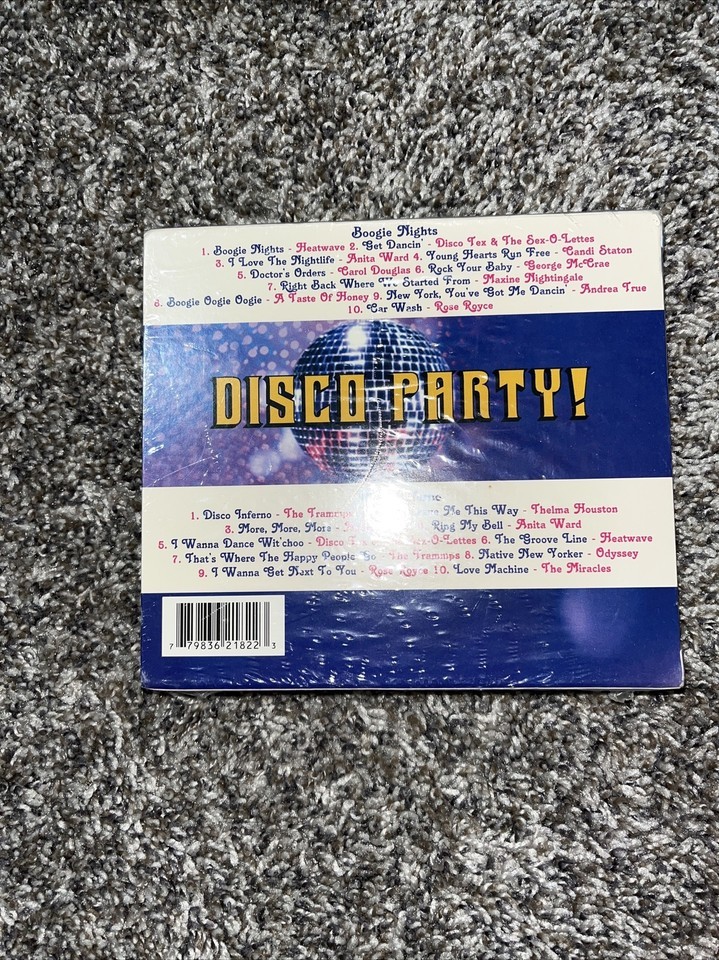 Boogie Nights
1. Boogie Nights - Heatwave 2. Get Dancin' - Disco Tex & The Sex-O-Lettes
3. I Love The Nightlife - Anita Ward 4. Young Hearts Run Free - Candi Staton
5. Doctor's Orders - Carol Douglas 6. Rock Your Baby - George McCrae
7. Right Back Where We Started From - Maxine Nightingale
8. Boogie Oogie Oogie - A Taste Of Honey 9. New York, You've Got Me Dancin' - Andrea True
10. Car Wash - Rose Royce
DISCO PARTY!
1. Disco Inferno - The Trammps Me This Way - Thelma Houston
3. More, More, More - Ring My Bell - Anita Ward
5. I Wanna Dance Wit'choo - Disco Sex-O-Lettes 6. The Groove Line - Heatwave
7. That's Where The Happy People Go - The Trammps 8. Native New Yorker - Odyssey
9. I Wanna Get Next To You - Rose Royce 10. Love Machine - The Miracles
7 79836 21822 3